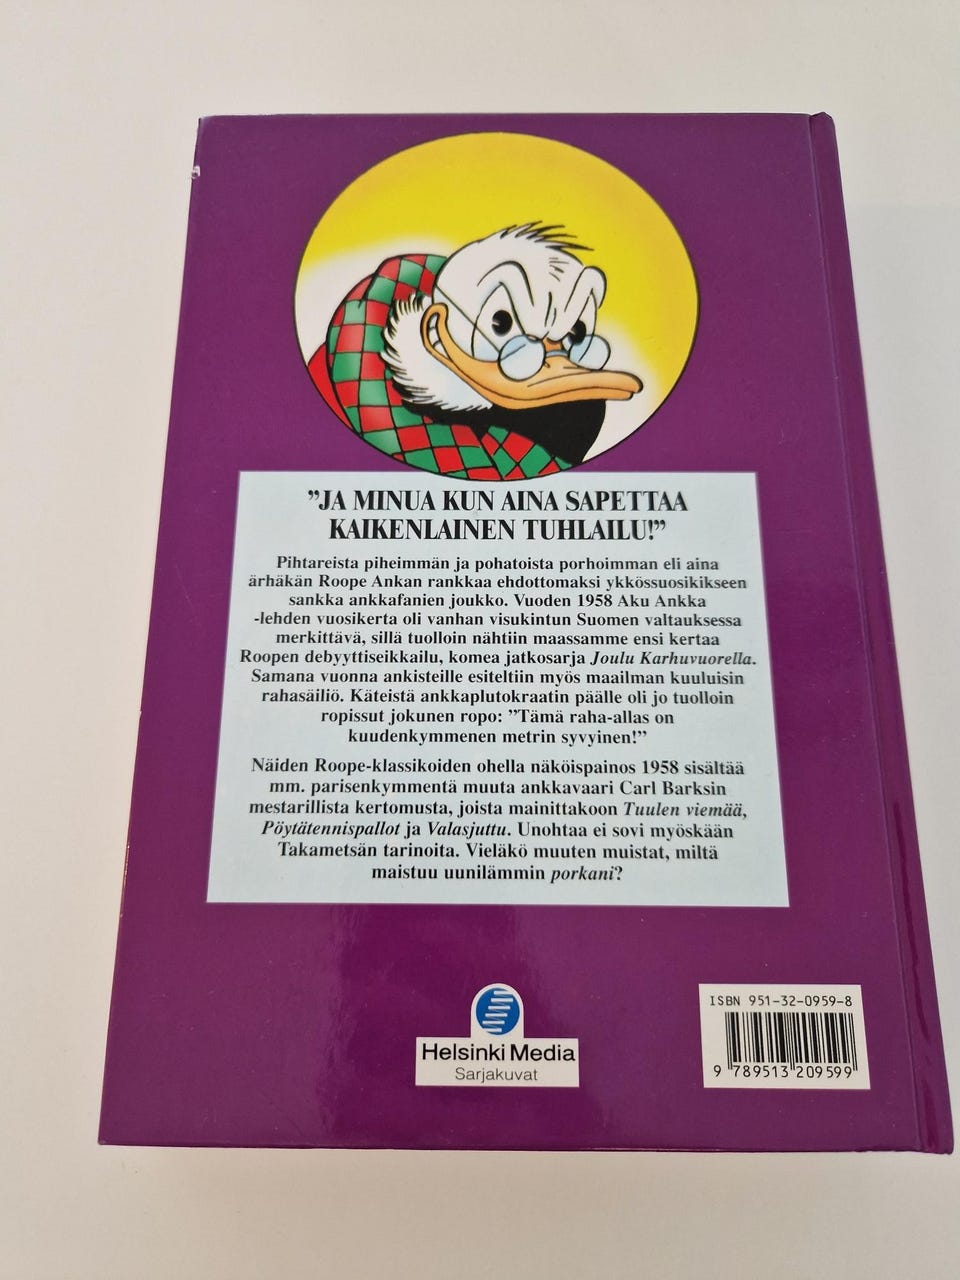 ”JA MINUA KUN AINA SAPETTAA
KAIKENLAINEN TUHLAILU!”
Pihtareista piheimmän ja pohatoista porhoimman eli aina
ärhäkän Roope Ankan rankkaa ehdottomaksi ykkössuosikikseen
sankka ankkafanien joukko. Vuoden 1958 Aku Ankka
-lehden vuosikerta oli vanhan visukintun Suomen valtauksessa
merkittävä, sillä tuolloin nähtiin maassamme ensi kertaa
Roopen debyyttiseikkailu, komea jatkosarja Joulu Karhuvuorella.
Samana vuonna ankisteille esiteltiin myös maailman kuuluisin
rahasäiliö. Käteistä ankkaplutokraatin päälle oli jo tuolloin
ropissut jokunen ropo: ”Tämä raha-allas on
kuudenkymmenen metrin syvyinen!”
Näiden Roope-klassikoiden ohella näköispainos 1958 sisältää
mm. parisenkymmentä muuta ankkavaari Carl Barksin
mestarillista kertomusta, joista mainittakoon Tuulen viemää,
Pöytätennispallot ja Valasjuttu. Unohtaa ei sovi myöskään
Takametsän tarinoita. Vieläkö muuten muistat, miltä
maistuu uunilämmin porkani?
Helsinki Media
Sarjakuvat
ISBN 951-32-0959-8
9 789513 209599